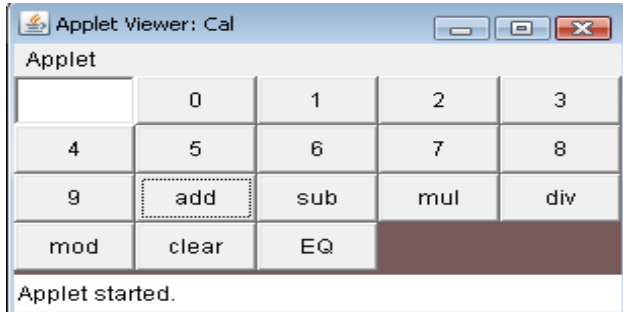 Applet Viewer: Cal
Applet
0 1 2 3
4 5 6 7 8
9 add sub mul div
mod clear EQ
Applet started.